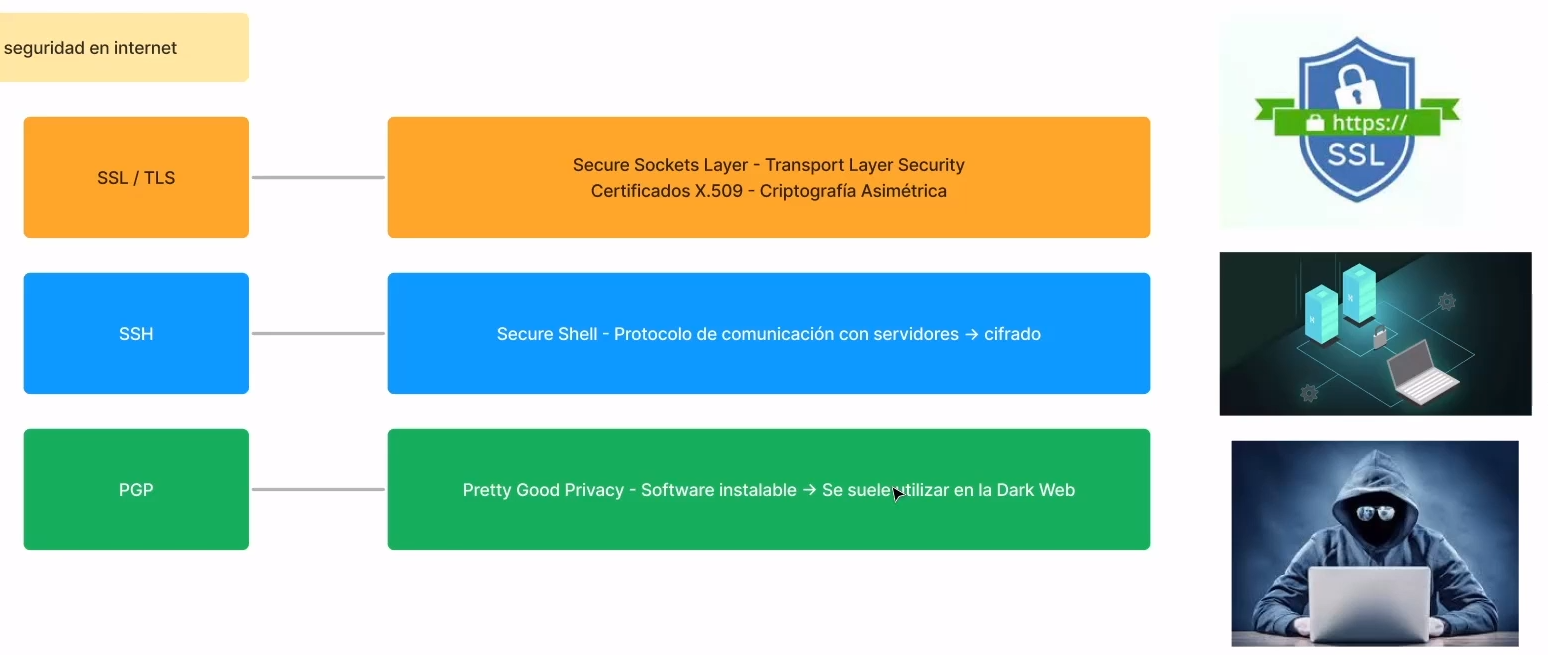 seguridad en internet
SSL / TLS
Secure Sockets Layer - Transport Layer Security
Certificados X.509 - Criptografía Asimétrica
https://
SSL
SSH
Secure Shell - Protocolo de comunicación con servidores → cifrado
PGP
Pretty Good Privacy - Software instalable → Se suele utilizar en la Dark Web